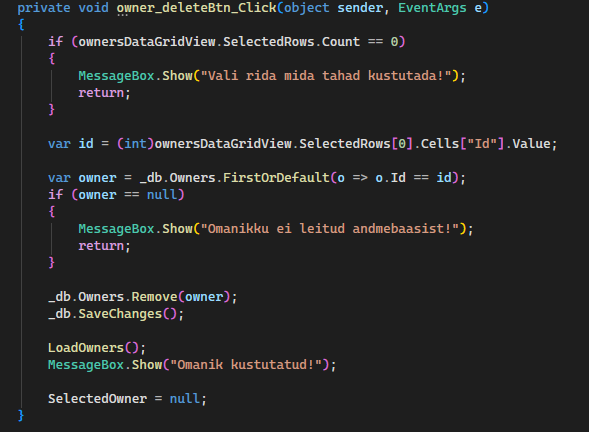 private void owner_deleteBtn_Click(object sender, EventArgs e)
{
    if (ownersDataGridView.SelectedRows.Count == 0)
    {
        MessageBox.Show("Vali rida mida tahad kustutada!");
        return;
    }

    var id = (int)ownersDataGridView.SelectedRows[0].Cells["Id"].Value;

    var owner = _db.Owners.FirstOrDefault(o => o.Id == id);
    if (owner == null)
    {
        MessageBox.Show("Omanikku ei leitud andmebaasist!");
        return;
    }

    _db.Owners.Remove(owner);
    _db.SaveChanges();

    LoadOwners();
    MessageBox.Show("Omanik kustutatud!");

    SelectedOwner = null;
}